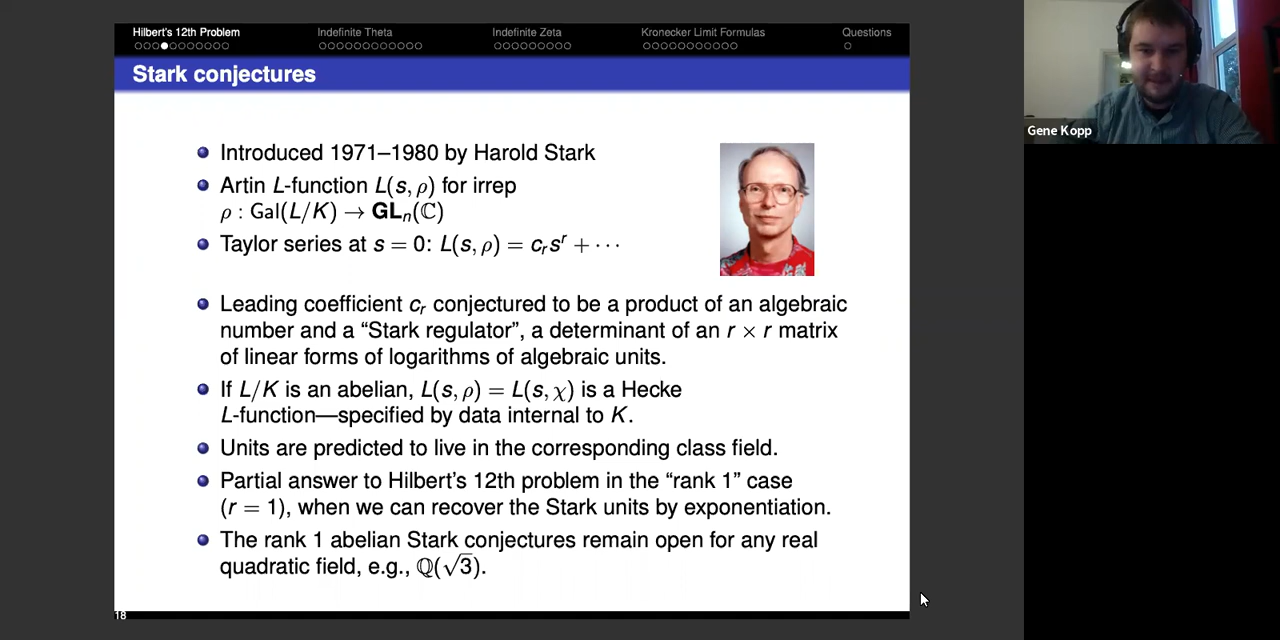 Hilbert's 12th Problem Indefinite Theta Indefinite Zeta Kronecker Limit Formulas Questions
Stark conjectures
Introduced 1971–1980 by Harold Stark
Artin L-function L(s, ρ) for irrep
ρ : Gal(L/K) → GLₙ(ℂ)
Taylor series at s = 0: L(s, ρ) = cᵣsʳ + ···
Leading coefficient cᵣ conjectured to be a product of an algebraic
number and a “Stark regulator”, a determinant of an r × r matrix
of linear forms of logarithms of algebraic units.
If L/K is an abelian, L(s, ρ) = L(s, χ) is a Hecke
L-function—specified by data internal to K.
Units are predicted to live in the corresponding class field.
Partial answer to Hilbert's 12th problem in the “rank 1” case
(r = 1), when we can recover the Stark units by exponentiation.
The rank 1 abelian Stark conjectures remain open for any real
quadratic field, e.g., ℚ(√3).
18
Gene Kopp